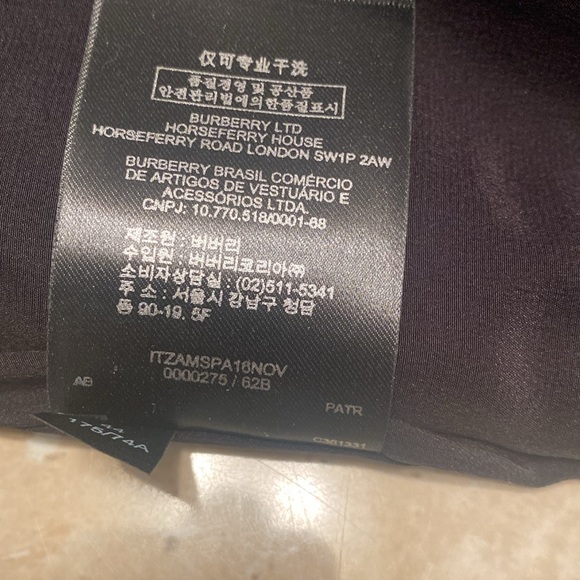 仅可专业干洗
품질경영 및 공산품
안전관리법에의한품질표시
BURBERRY LTD
HORSEFERRY HOUSE
HORSEFERRY ROAD LONDON SW1P 2AW
BURBERRY BRASIL COMÉRCIO
DE ARTIGOS DE VESTUÁRIO E
ACESSÓRIOS LTDA.
CNPJ: 10.770.518/0001-68
제조원 : 버버리
수입원 : 버버리코리아㈜
소비자상담실 : (02)511-5341
주 소 : 서울시 강남구 청담
동 90-19, 5F
ITZAMSPA16NOV
0000275 / 62B
AB
PATR
44
175/74A